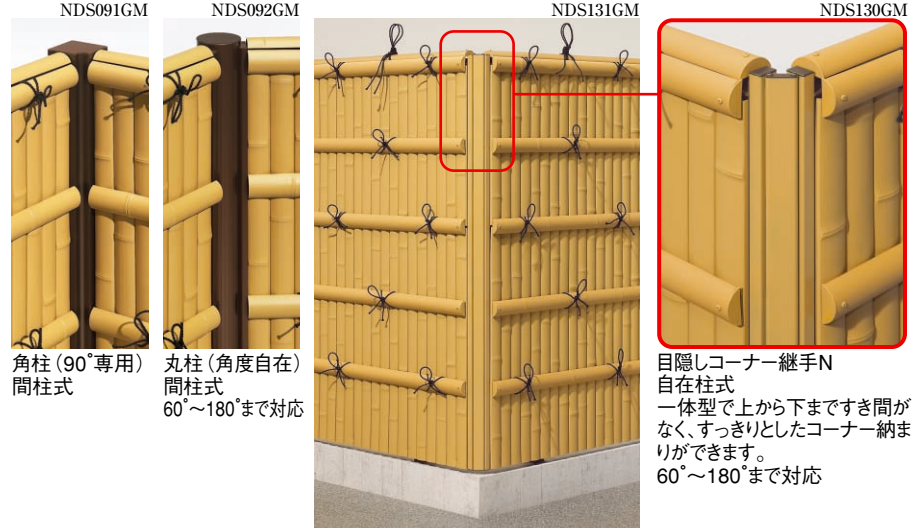 NDS091GM
角柱（90°専用）
間柱式
NDS092GM
丸柱（角度自在）
間柱式
60°～180°まで対応
NDS131GM
NDS130GM
目隠しコーナー継手N
自在柱式
一体型で上から下まですき間が
なく、すっきりとしたコーナー納ま
りができます。
60°～180°まで対応